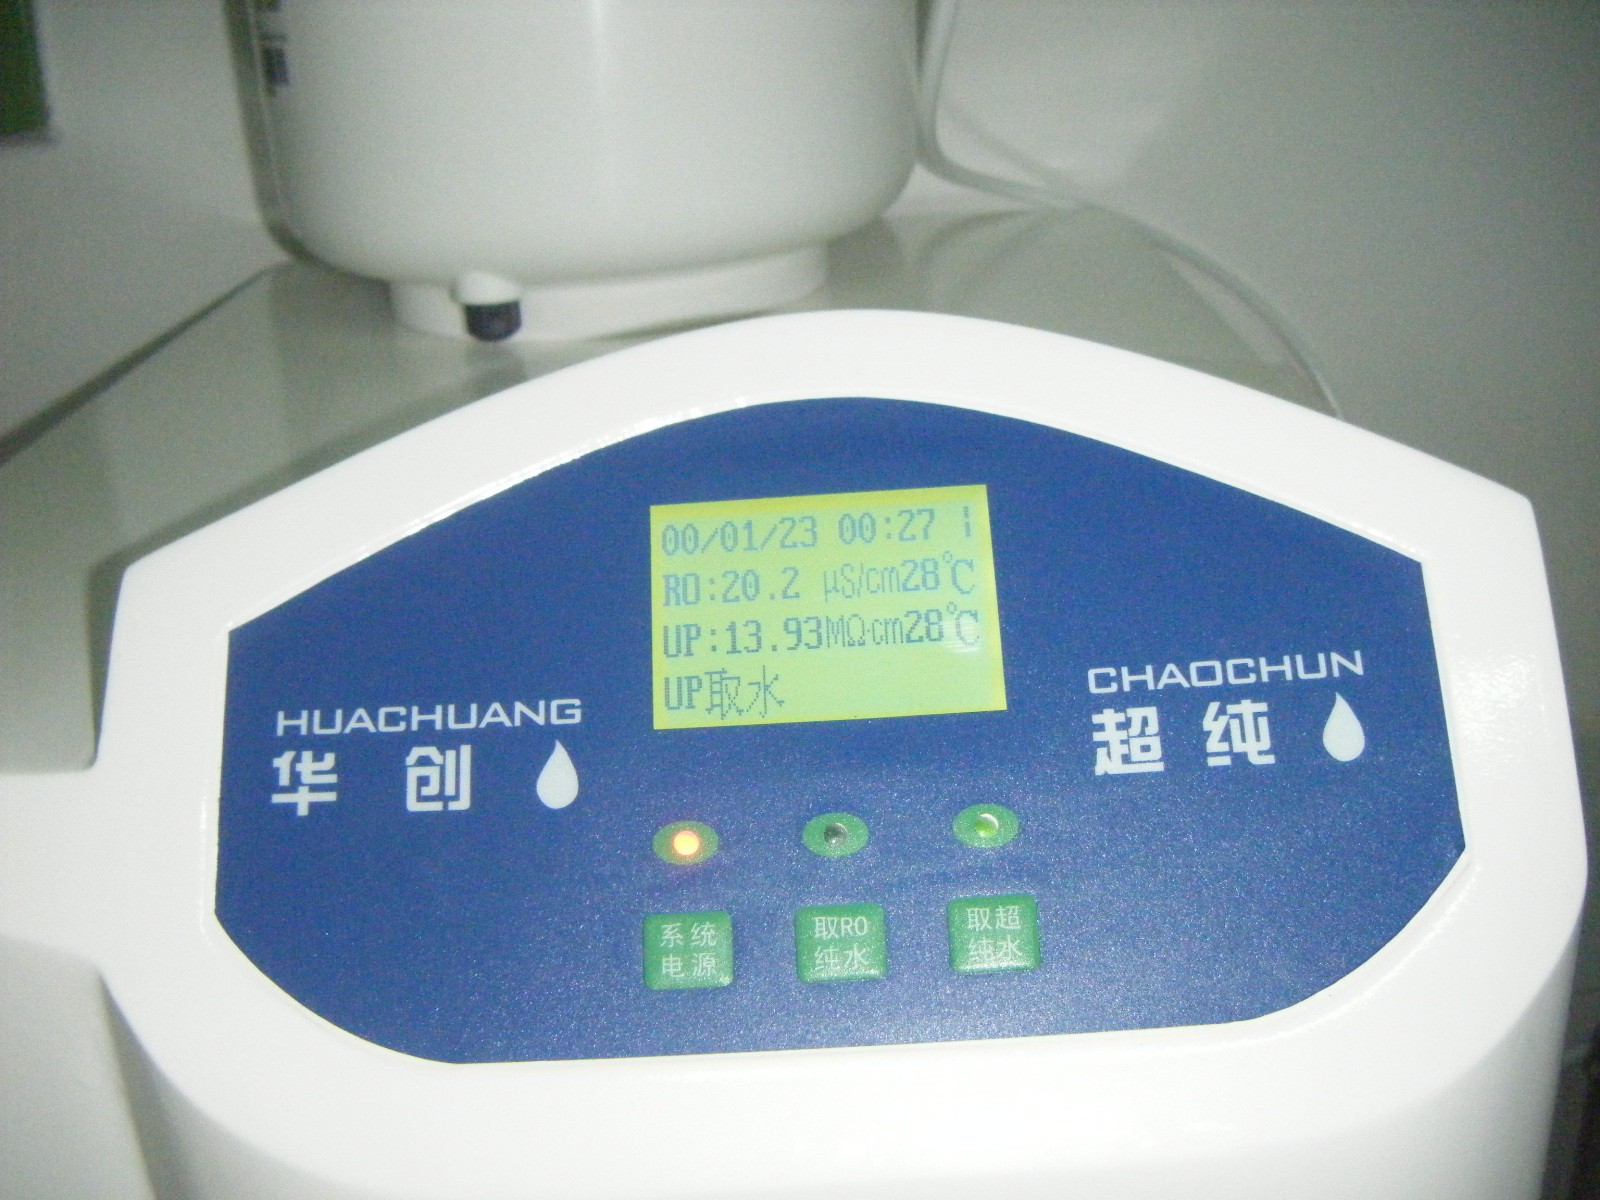 00/01/23 00:27
RO:20.2 μS/cm28℃
UP:13.93MΩ·cm28℃
UP取水
HUACHUANG
华创
CHAOCHUN
超纯
系统
电源
取RO
纯水
取超
纯水